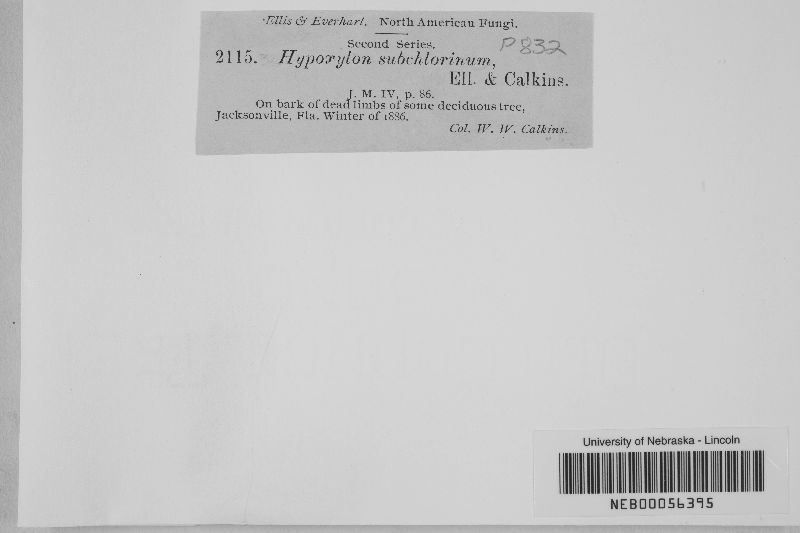 Ellis & Everhart. North American Fungi.
Second Series.
P832
2115. Hypoxylon subchlorinum,
Ell. & Calkins.
J. M. IV, p. 86.
On bark of dead limbs of some deciduous tree,
Jacksonville, Fla. Winter of 1886.
Col. W. W. Calkins.
University of Nebraska - Lincoln
NEB00056395